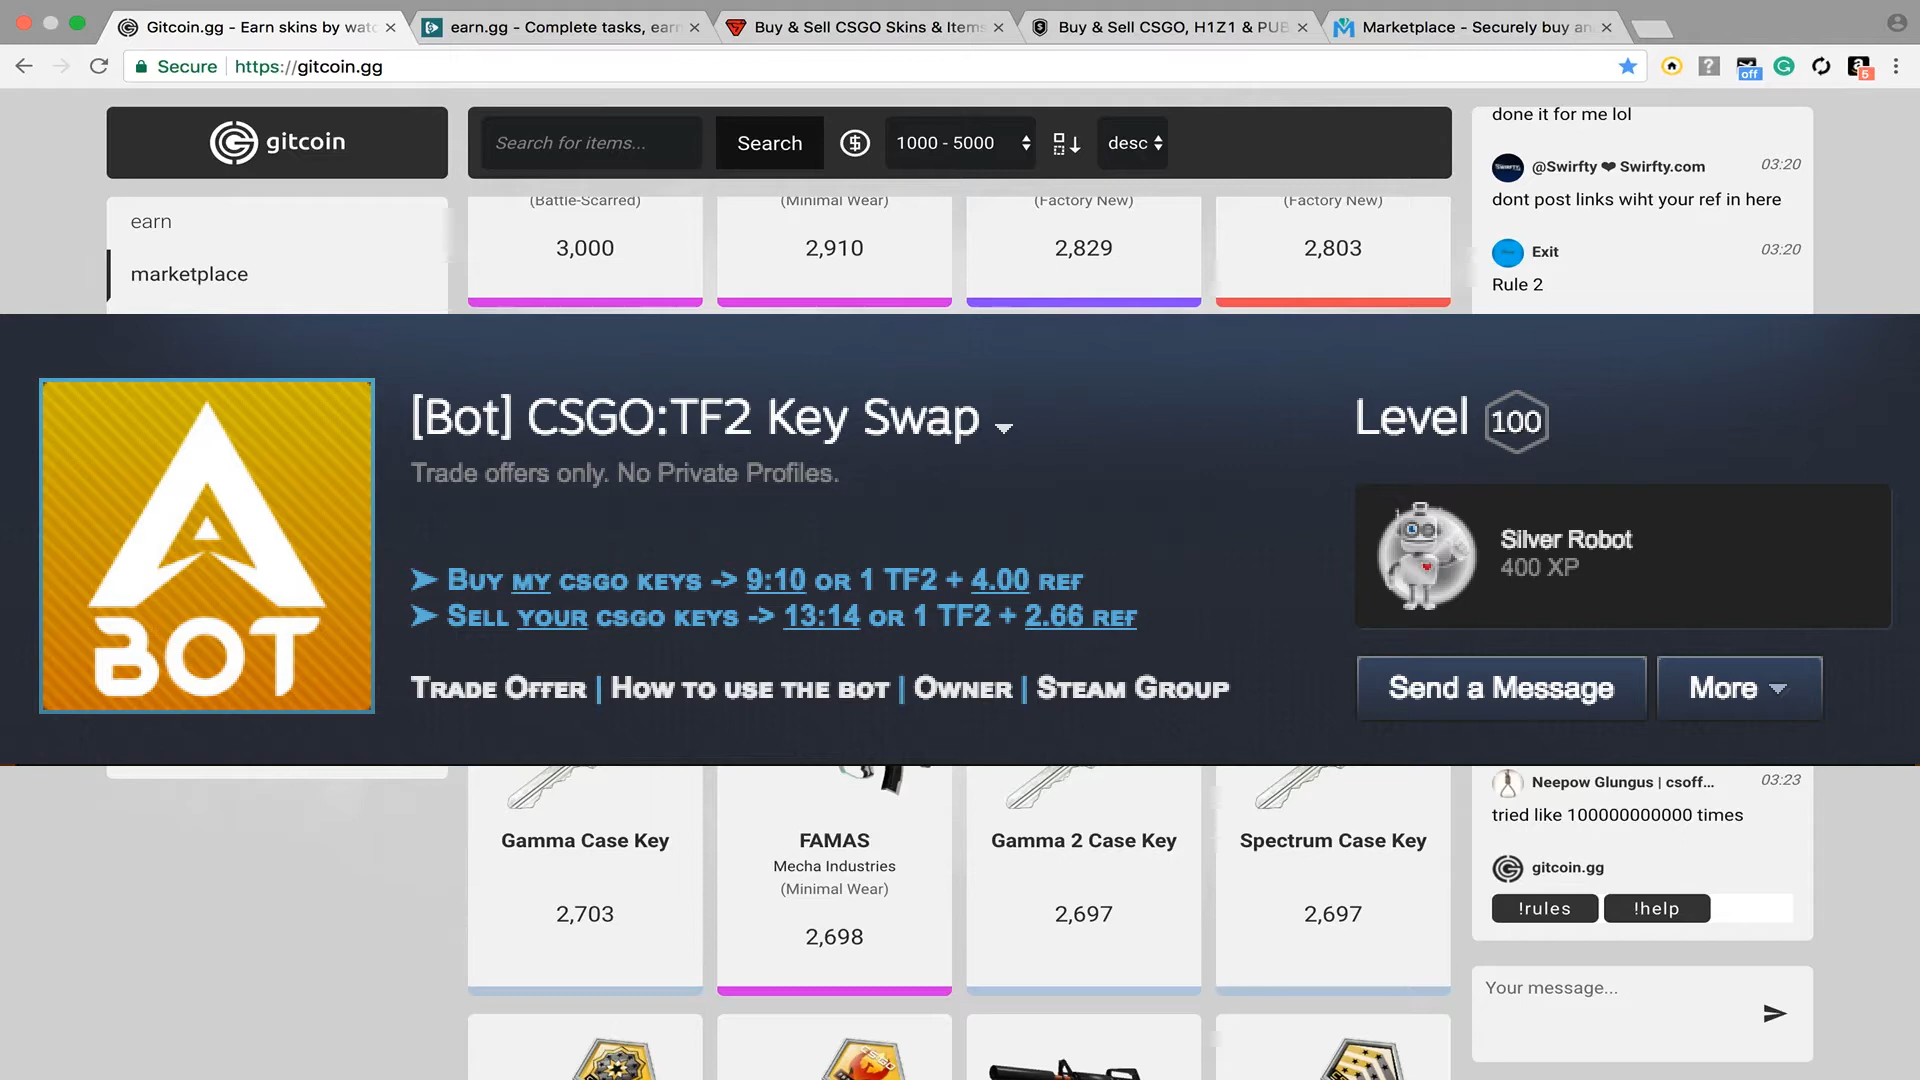 Gitcoin.gg - Earn skins by watc
earn.gg - Complete tasks, earn
Buy & Sell CSGO Skins & Items
Buy & Sell CSGO, H1Z1 & PUB
Marketplace - Securely buy an
Secure
https://gitcoin.gg
off
5
gitcoin
Search for items...
Search
1000 - 5000
desc
earn
marketplace
(Battle-Scarred)
3,000
(Minimal Wear)
2,910
(Factory New)
2,829
(Factory New)
2,803
done it for me lol
@Swirfty ❤ Swirfty.com
03:20
dont post links wiht your ref in here
Exit
03:20
Rule 2
A
BOT
[Bot] CSGO:TF2 Key Swap
Trade offers only. No Private Profiles.
➤ Buy my csgo keys -> 9:10 or 1 TF2 + 4.00 ref
➤ Sell your csgo keys -> 13:14 or 1 TF2 + 2.66 ref
Trade Offer | How to use the bot | Owner | Steam Group
Level 100
Silver Robot
400 XP
Send a Message
More
Gamma Case Key
2,703
FAMAS
Mecha Industries
(Minimal Wear)
2,698
Gamma 2 Case Key
2,697
Spectrum Case Key
2,697
Neepow Glungus | csoff...
03:23
tried like 100000000000 times
gitcoin.gg
!rules
!help
Your message...